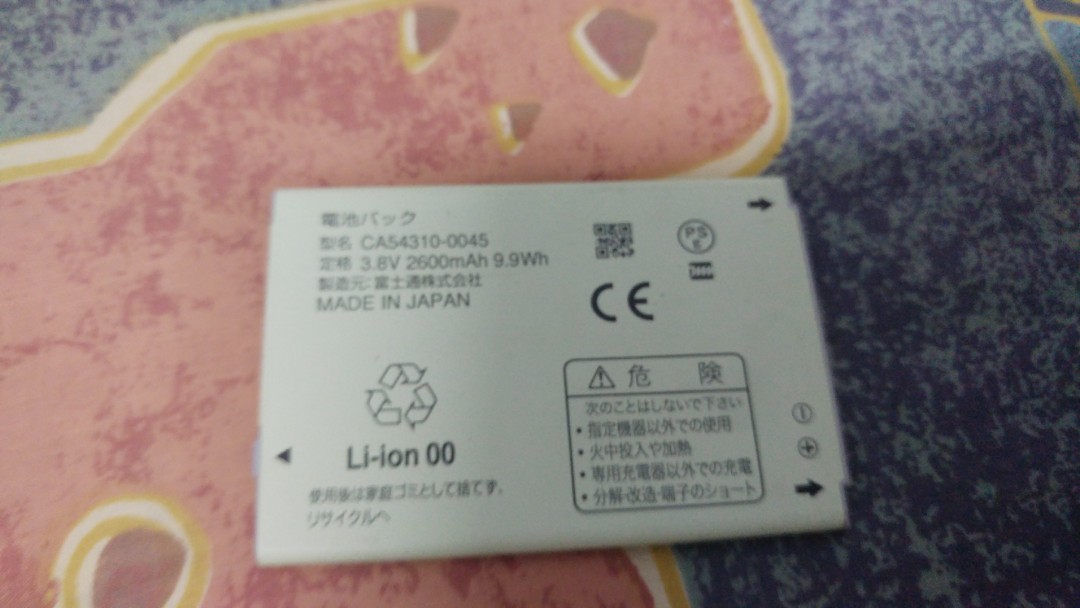 電池パック
型名 CA54310-0045
定格 3.8V 2600mAh 9.9Wh
製造元:富士通株式会社
MADE IN JAPAN
PS
E
CE
Li-ion 00
使用後は家庭ゴミとして捨てず、
リサイクルへ
危 険
次のことはしないで下さい
・指定機器以外での使用
・火中投入や加熱
・専用充電器以外での充電
・分解・改造・端子のショート